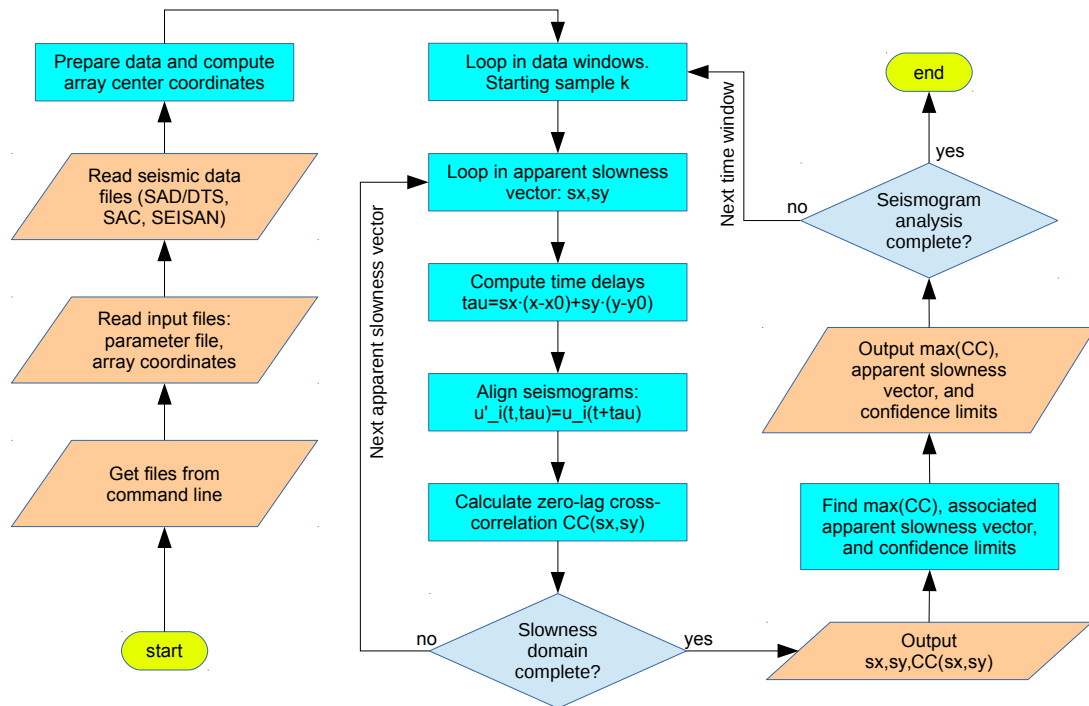 start
Get files from
command line
Read input files:
parameter file,
array coordinates
Read seismic data
files (SAD/DTS,
SAC, SEISAN)
Prepare data and compute
array center coordinates
Loop in data windows.
Starting sample k
Loop in apparent slowness
vector: sx,sy
Compute time delays
tau=sx·(x-x0)+sy·(y-y0)
Align seismograms:
u'_i(t,tau)=u_i(t+tau)
Calculate zero-lag cross-
correlation CC(sx,sy)
Slowness
domain
complete?
no
Next apparent slowness vector
yes
Output
sx,sy,CC(sx,sy)
Find max(CC), associated
apparent slowness vector,
and confidence limits
Output max(CC),
apparent slowness
vector, and
confidence limits
Seismogram
analysis
complete?
no
Next time window
yes
end